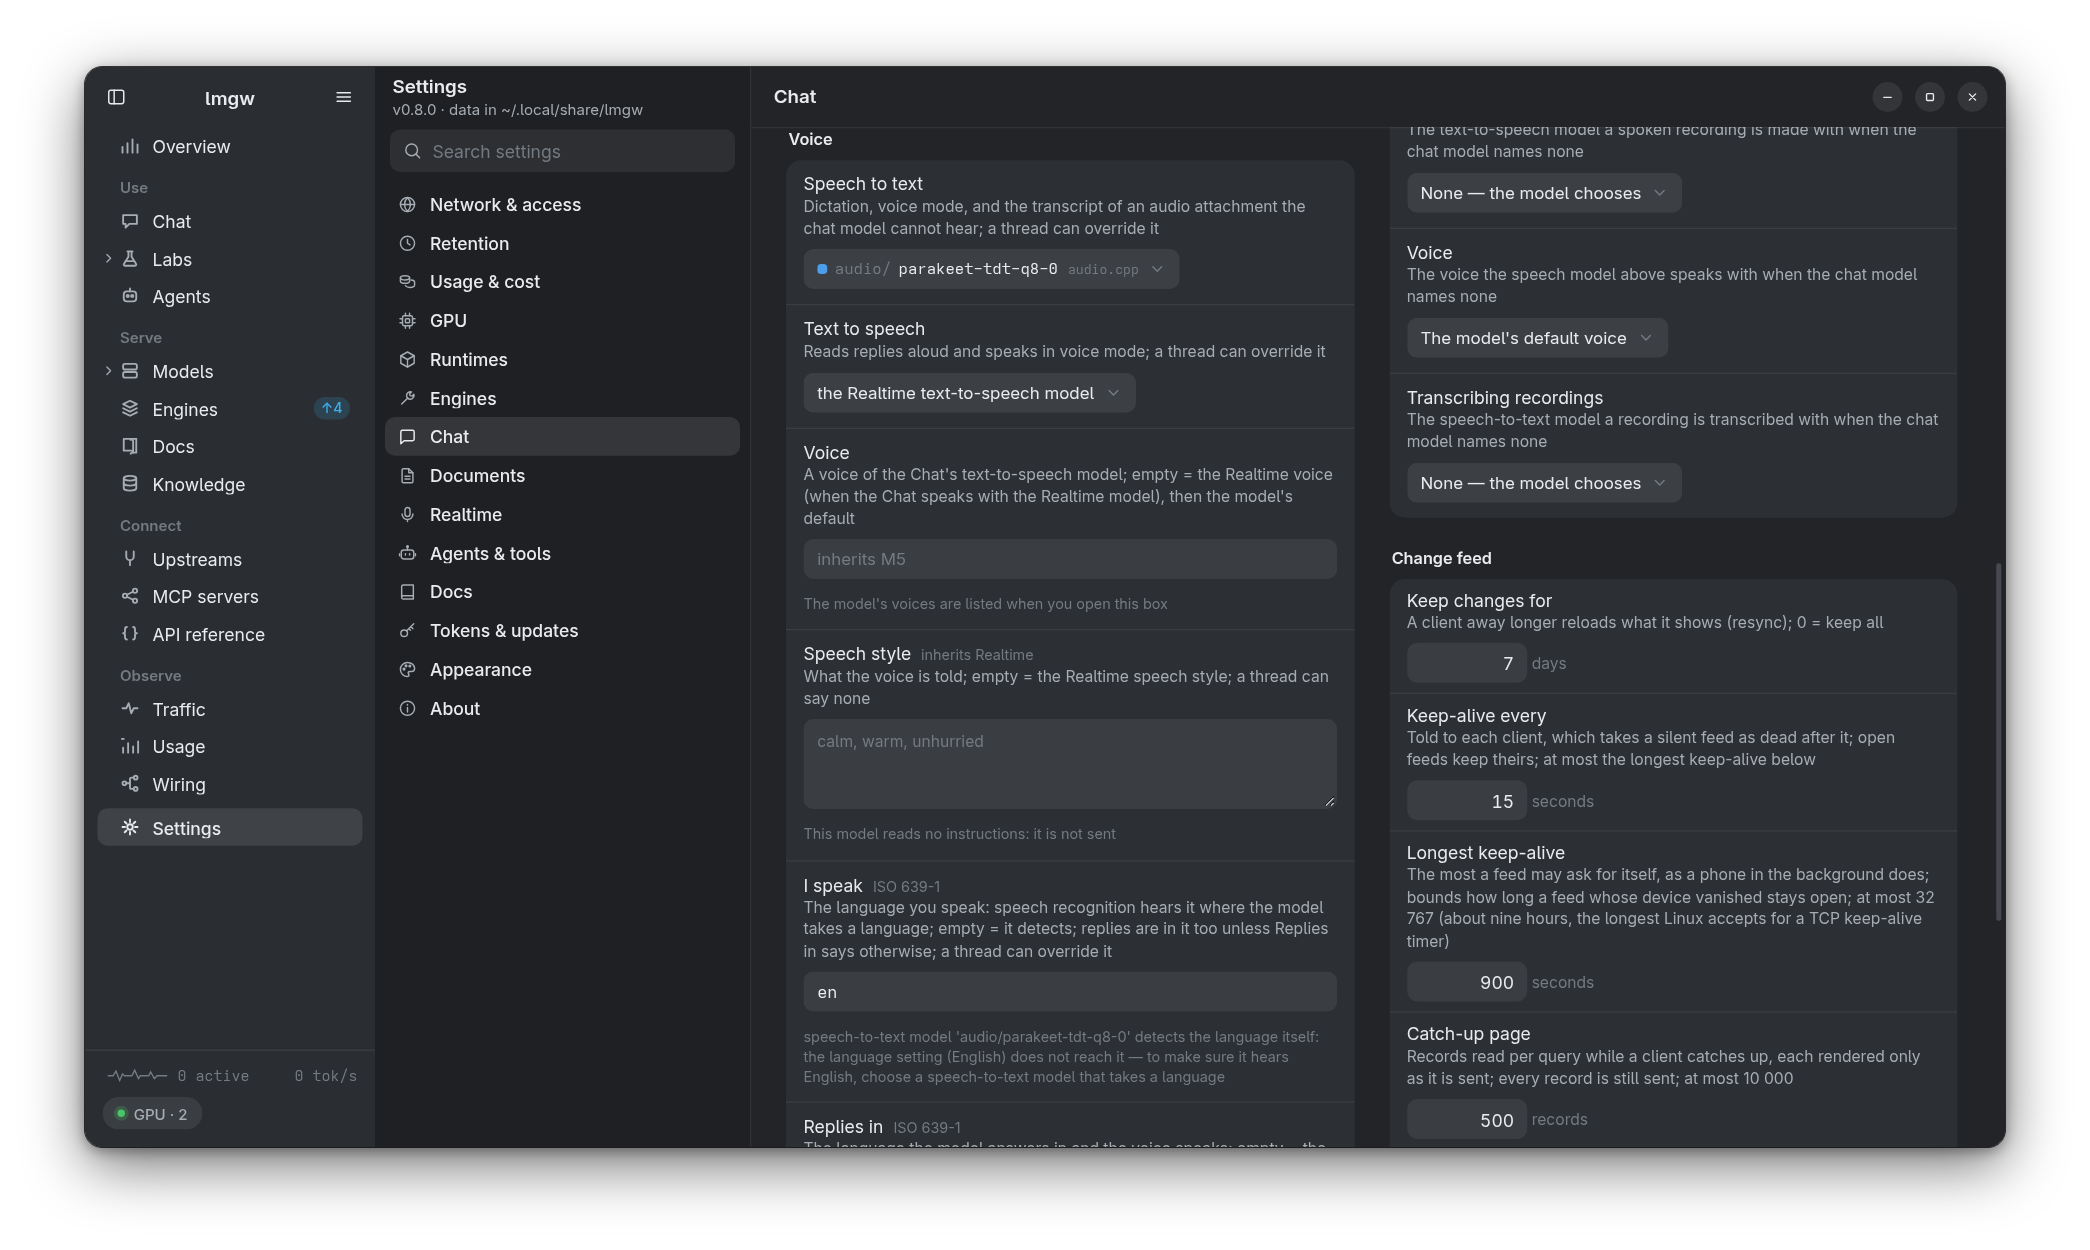 lmgw
Overview
Use
Chat
Labs
Agents
Serve
Models
Engines
↑4
Docs
Knowledge
Connect
Upstreams
MCP servers
API reference
Observe
Traffic
Usage
Wiring
Settings
0 active
0 tok/s
GPU · 2
Settings
v0.8.0 · data in ~/.local/share/lmgw
Search settings
Network & access
Retention
Usage & cost
GPU
Runtimes
Engines
Chat
Documents
Realtime
Agents & tools
Docs
Tokens & updates
Appearance
About
Chat
Voice
Speech to text
Dictation, voice mode, and the transcript of an audio attachment the
chat model cannot hear; a thread can override it
audio/ parakeet-tdt-q8-0 audio.cpp
Text to speech
Reads replies aloud and speaks in voice mode; a thread can override it
the Realtime text-to-speech model
Voice
A voice of the Chat's text-to-speech model; empty = the Realtime voice
(when the Chat speaks with the Realtime model), then the model's
default
inherits M5
The model's voices are listed when you open this box
Speech style inherits Realtime
What the voice is told; empty = the Realtime speech style; a thread can
say none
calm, warm, unhurried
This model reads no instructions: it is not sent
I speak ISO 639-1
The language you speak: speech recognition hears it where the model
takes a language; empty = it detects; replies are in it too unless Replies
in says otherwise; a thread can override it
en
speech-to-text model 'audio/parakeet-tdt-q8-0' detects the language itself:
the language setting (English) does not reach it — to make sure it hears
English, choose a speech-to-text model that takes a language
Replies in ISO 639-1
The language the model answers in and the voice speaks; empty = the
The text-to-speech model a spoken recording is made with when the
chat model names none
None — the model chooses
Voice
The voice the speech model above speaks with when the chat model
names none
The model's default voice
Transcribing recordings
The speech-to-text model a recording is transcribed with when the chat
model names none
None — the model chooses
Change feed
Keep changes for
A client away longer reloads what it shows (resync); 0 = keep all
7 days
Keep-alive every
Told to each client, which takes a silent feed as dead after it; open
feeds keep theirs; at most the longest keep-alive below
15 seconds
Longest keep-alive
The most a feed may ask for itself, as a phone in the background does;
bounds how long a feed whose device vanished stays open; at most 32
767 (about nine hours, the longest Linux accepts for a TCP keep-alive
timer)
900 seconds
Catch-up page
Records read per query while a client catches up, each rendered only
as it is sent; every record is still sent; at most 10 000
500 records